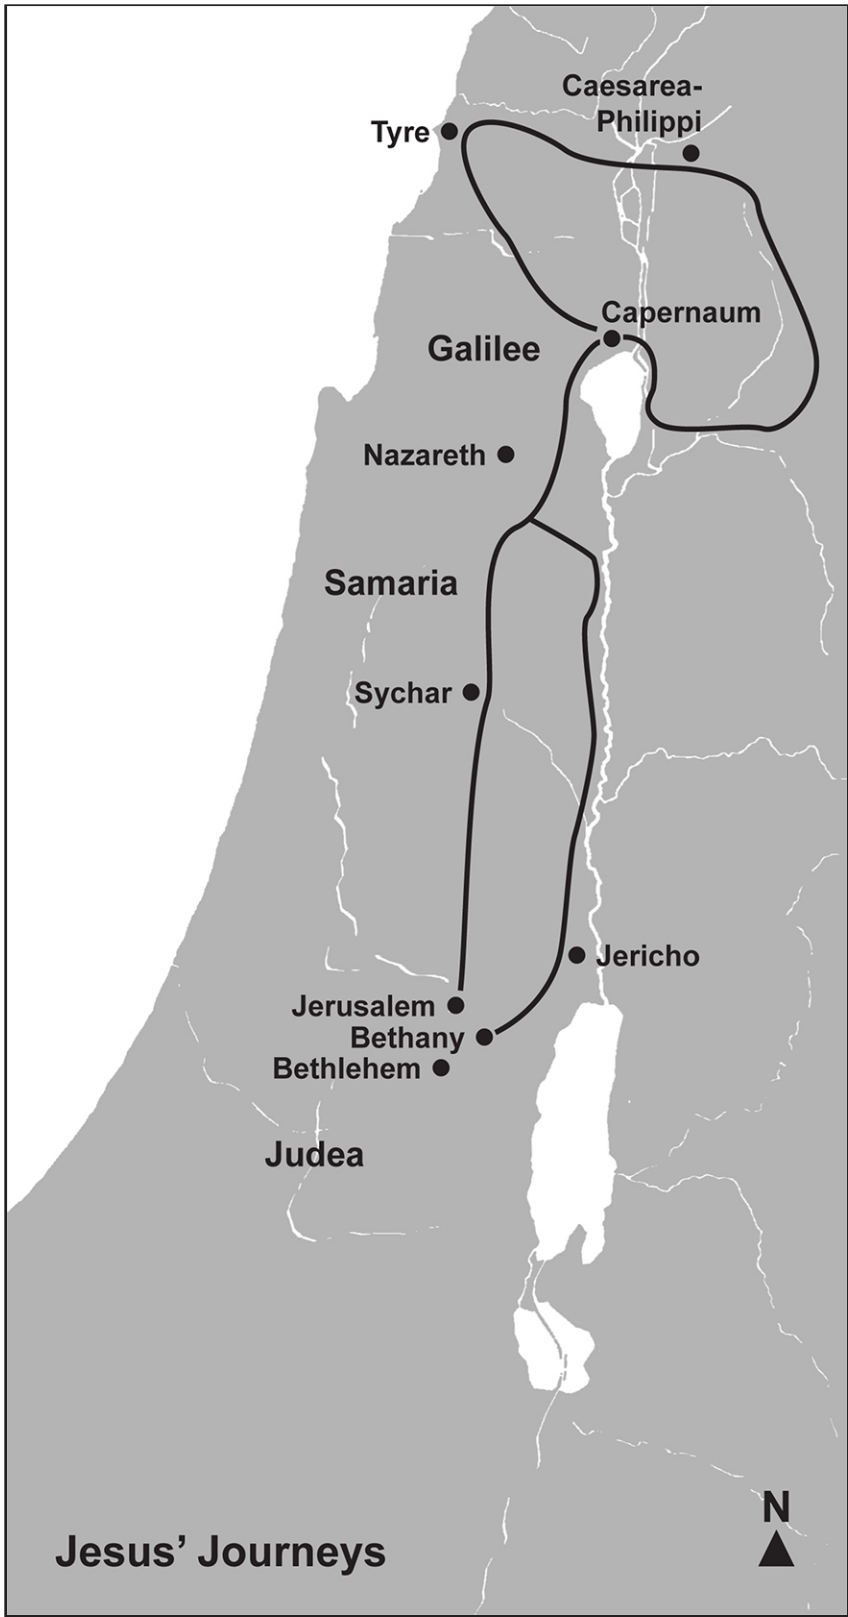 Caesarea-
Philippi
Tyre
Capernaum
Galilee
Nazareth
Samaria
Sychar
Jericho
Jerusalem
Bethany
Bethlehem
Judea
N
Jesus’ Journeys